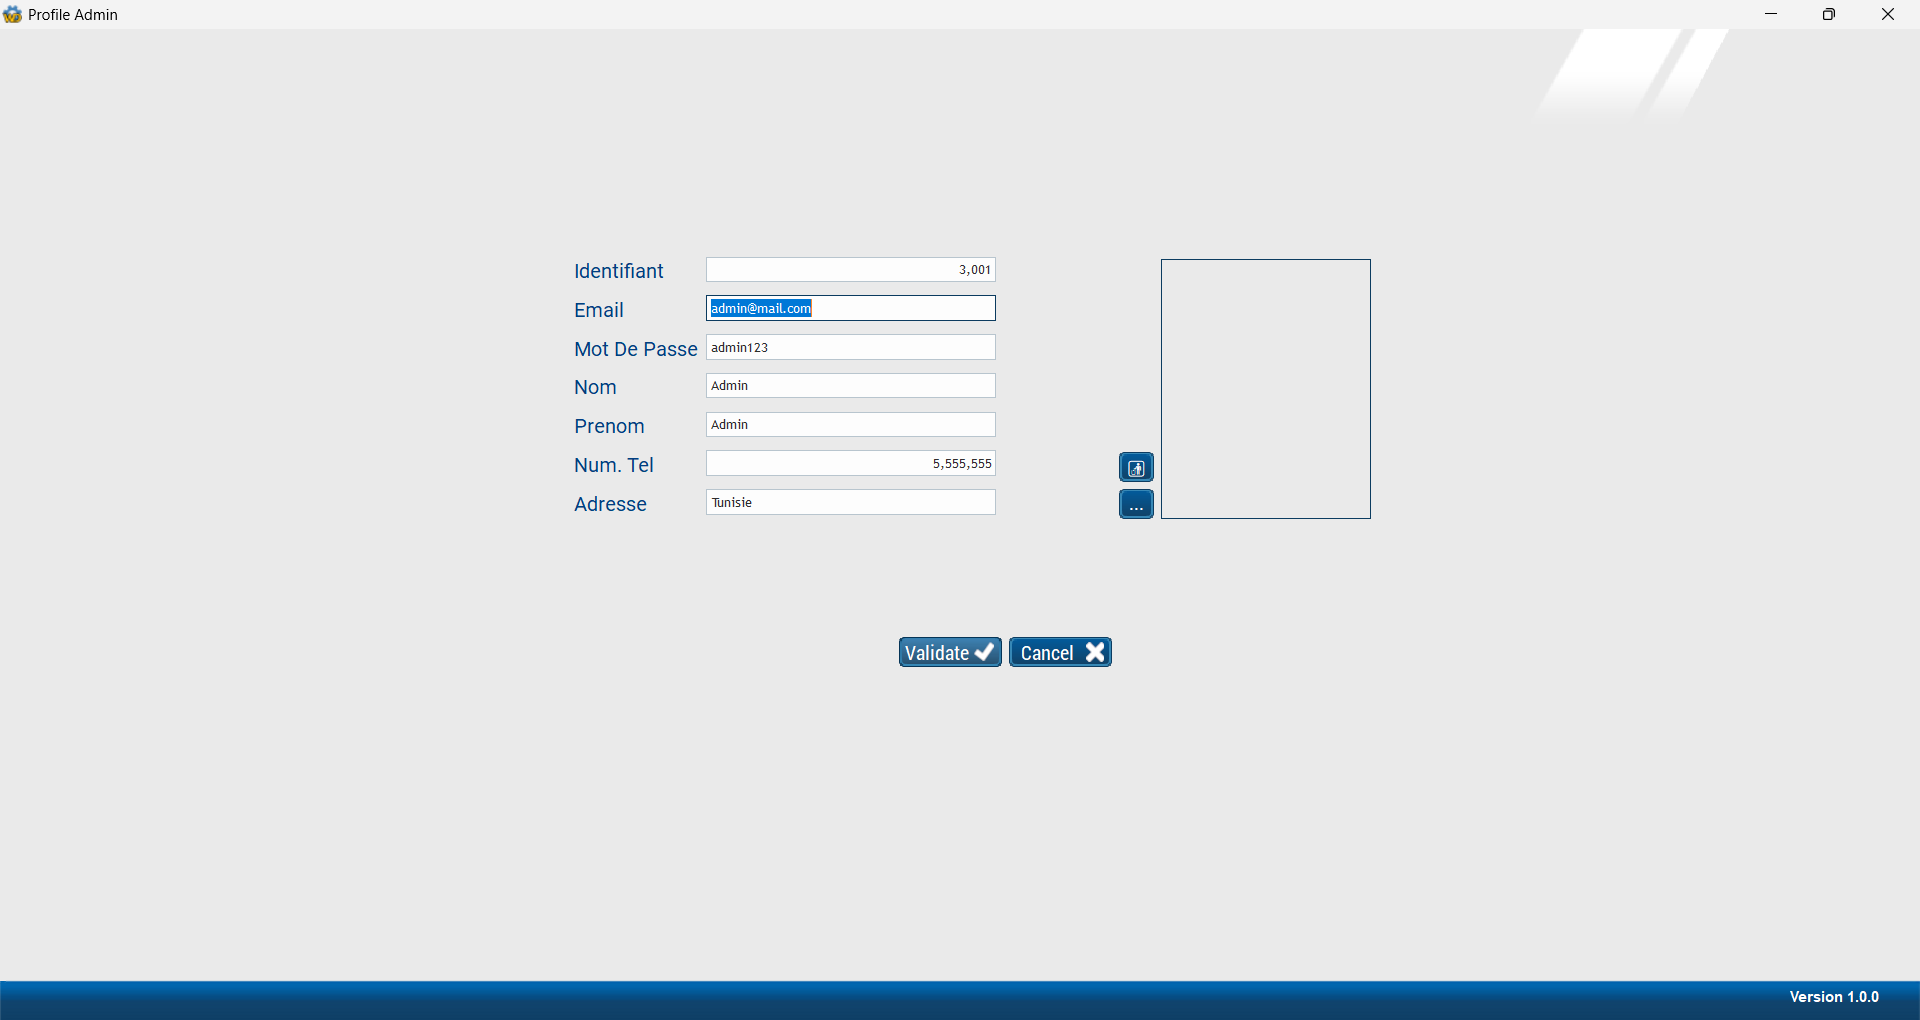 Profile Admin
Identifiant 3,001
Email admin@mail.com
Mot De Passe admin123
Nom Admin
Prenom Admin
Num. Tel 5,555,555
Adresse Tunisie
...
Validate Cancel
Version 1.0.0